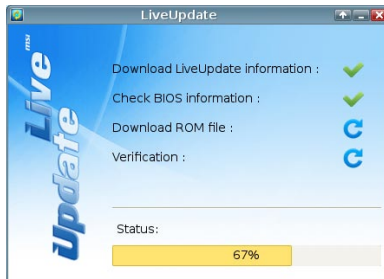 LiveUpdate
msi
Live
Update
Download LiveUpdate information :
Check BIOS information :
Download ROM file :
Verification :
Status:
67%